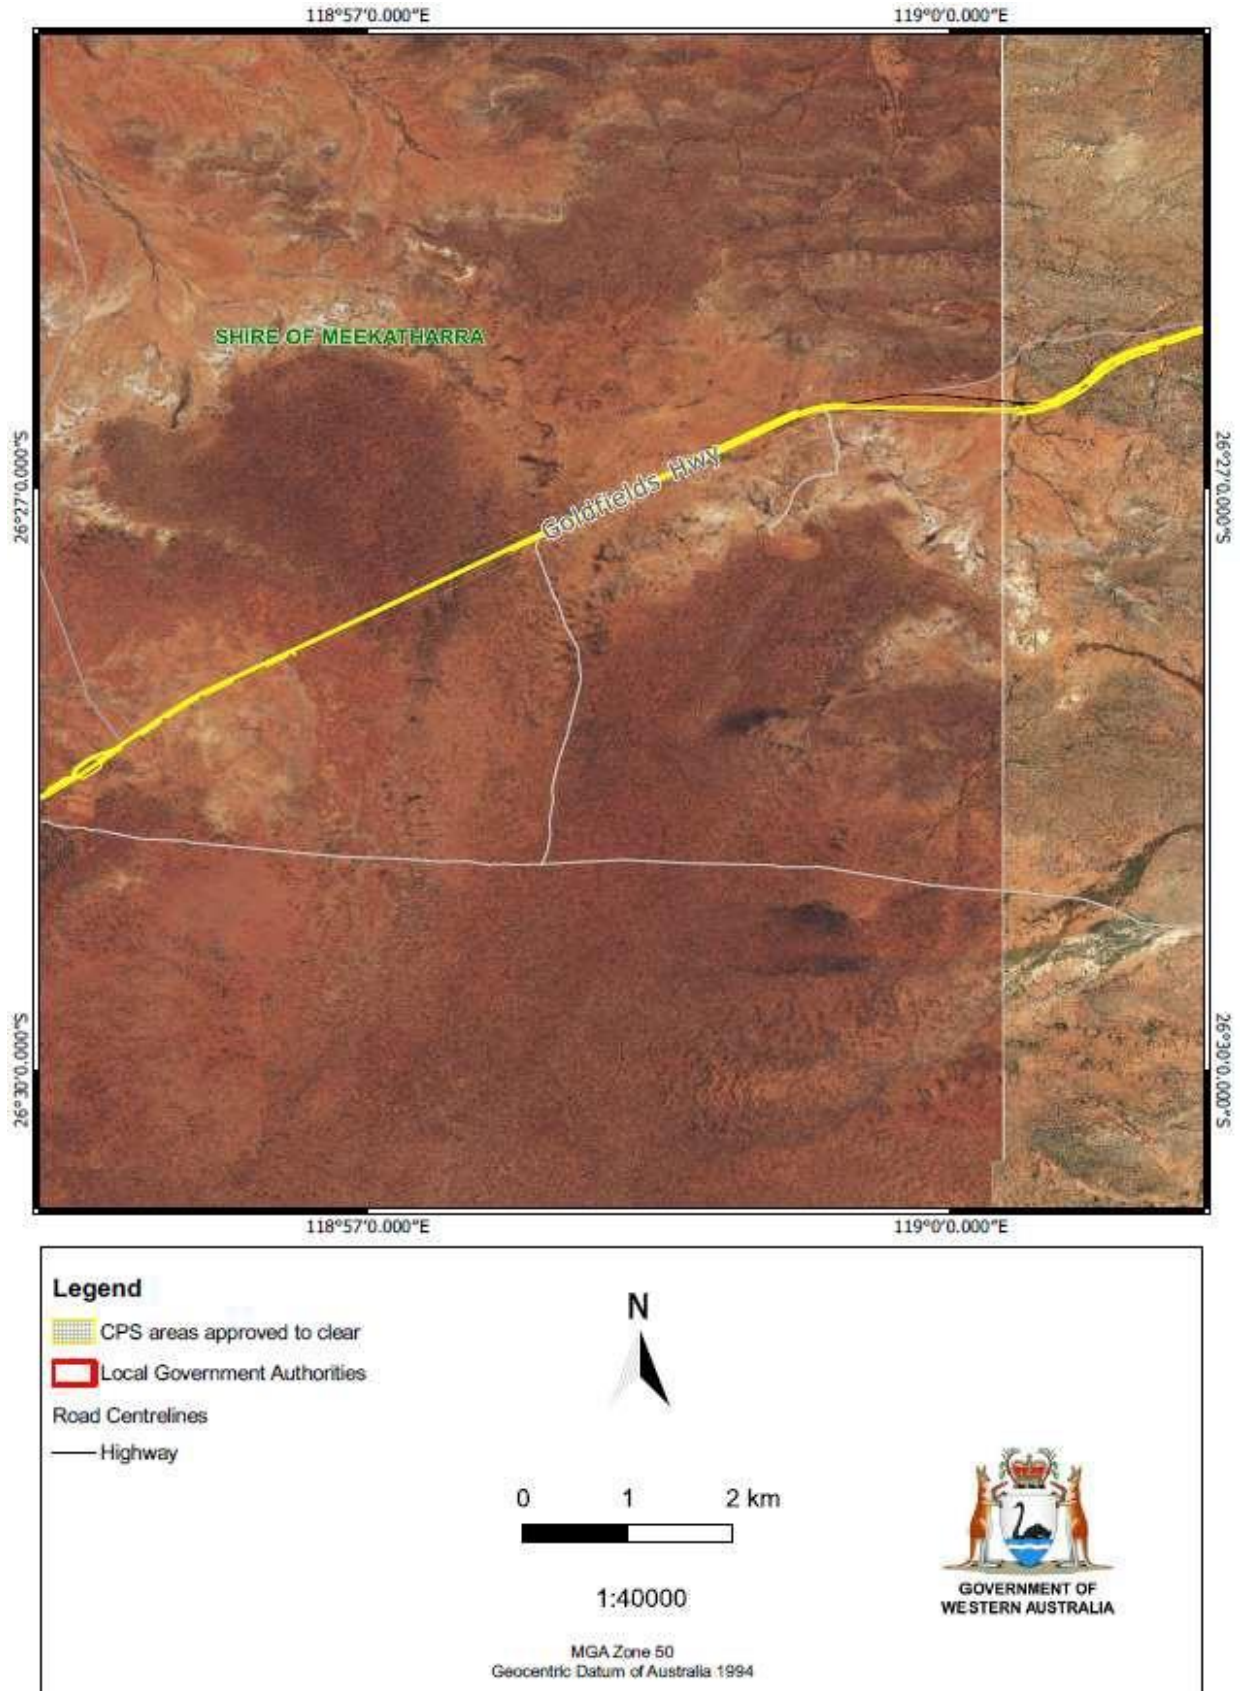 118°57'0.000"E 119°0'0.000"E
SHIRE OF MEEKATHARRA
Goldfields Hwy
26°27'0.000"S 26°27'0.000"S
26°30'0.000"S 26°30'0.000"S
118°57'0.000"E 119°0'0.000"E
Legend
CPS areas approved to clear
Local Government Authorities
Road Centrelines
Highway
N
0 1 2 km
1:40000
MGA Zone 50
Geocentric Datum of Australia 1994
GOVERNMENT OF
WESTERN AUSTRALIA